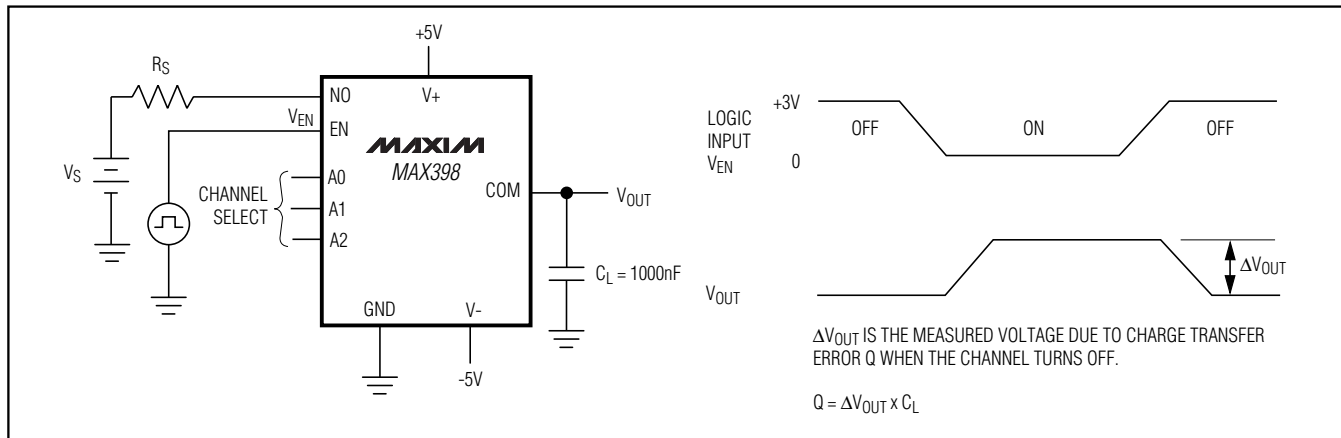 +5V
RS
NO
V+
VEN
EN
MAXIM
MAX398
VS
CHANNEL
SELECT
A0
A1
A2
COM
VOUT
CL = 1000nF
GND
V-
-5V
LOGIC
INPUT
VEN
+3V
0
OFF
ON
OFF
VOUT
ΔVOUT
ΔVOUT IS THE MEASURED VOLTAGE DUE TO CHARGE TRANSFER
ERROR Q WHEN THE CHANNEL TURNS OFF.
Q = ΔVOUT x CL